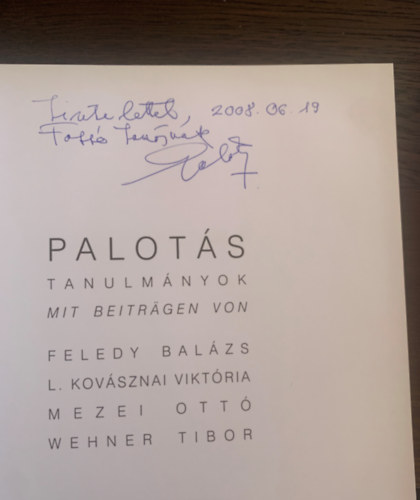 Tisztelettel, 2008. 06. 19
PALOTÁS
TANULMÁNYOK
MIT BEITRÄGEN VON
FELEDY BALÁZS
L. KOVÁSZNAI VIKTÓRIA
MEZEI OTTÓ
WEHNER TIBOR